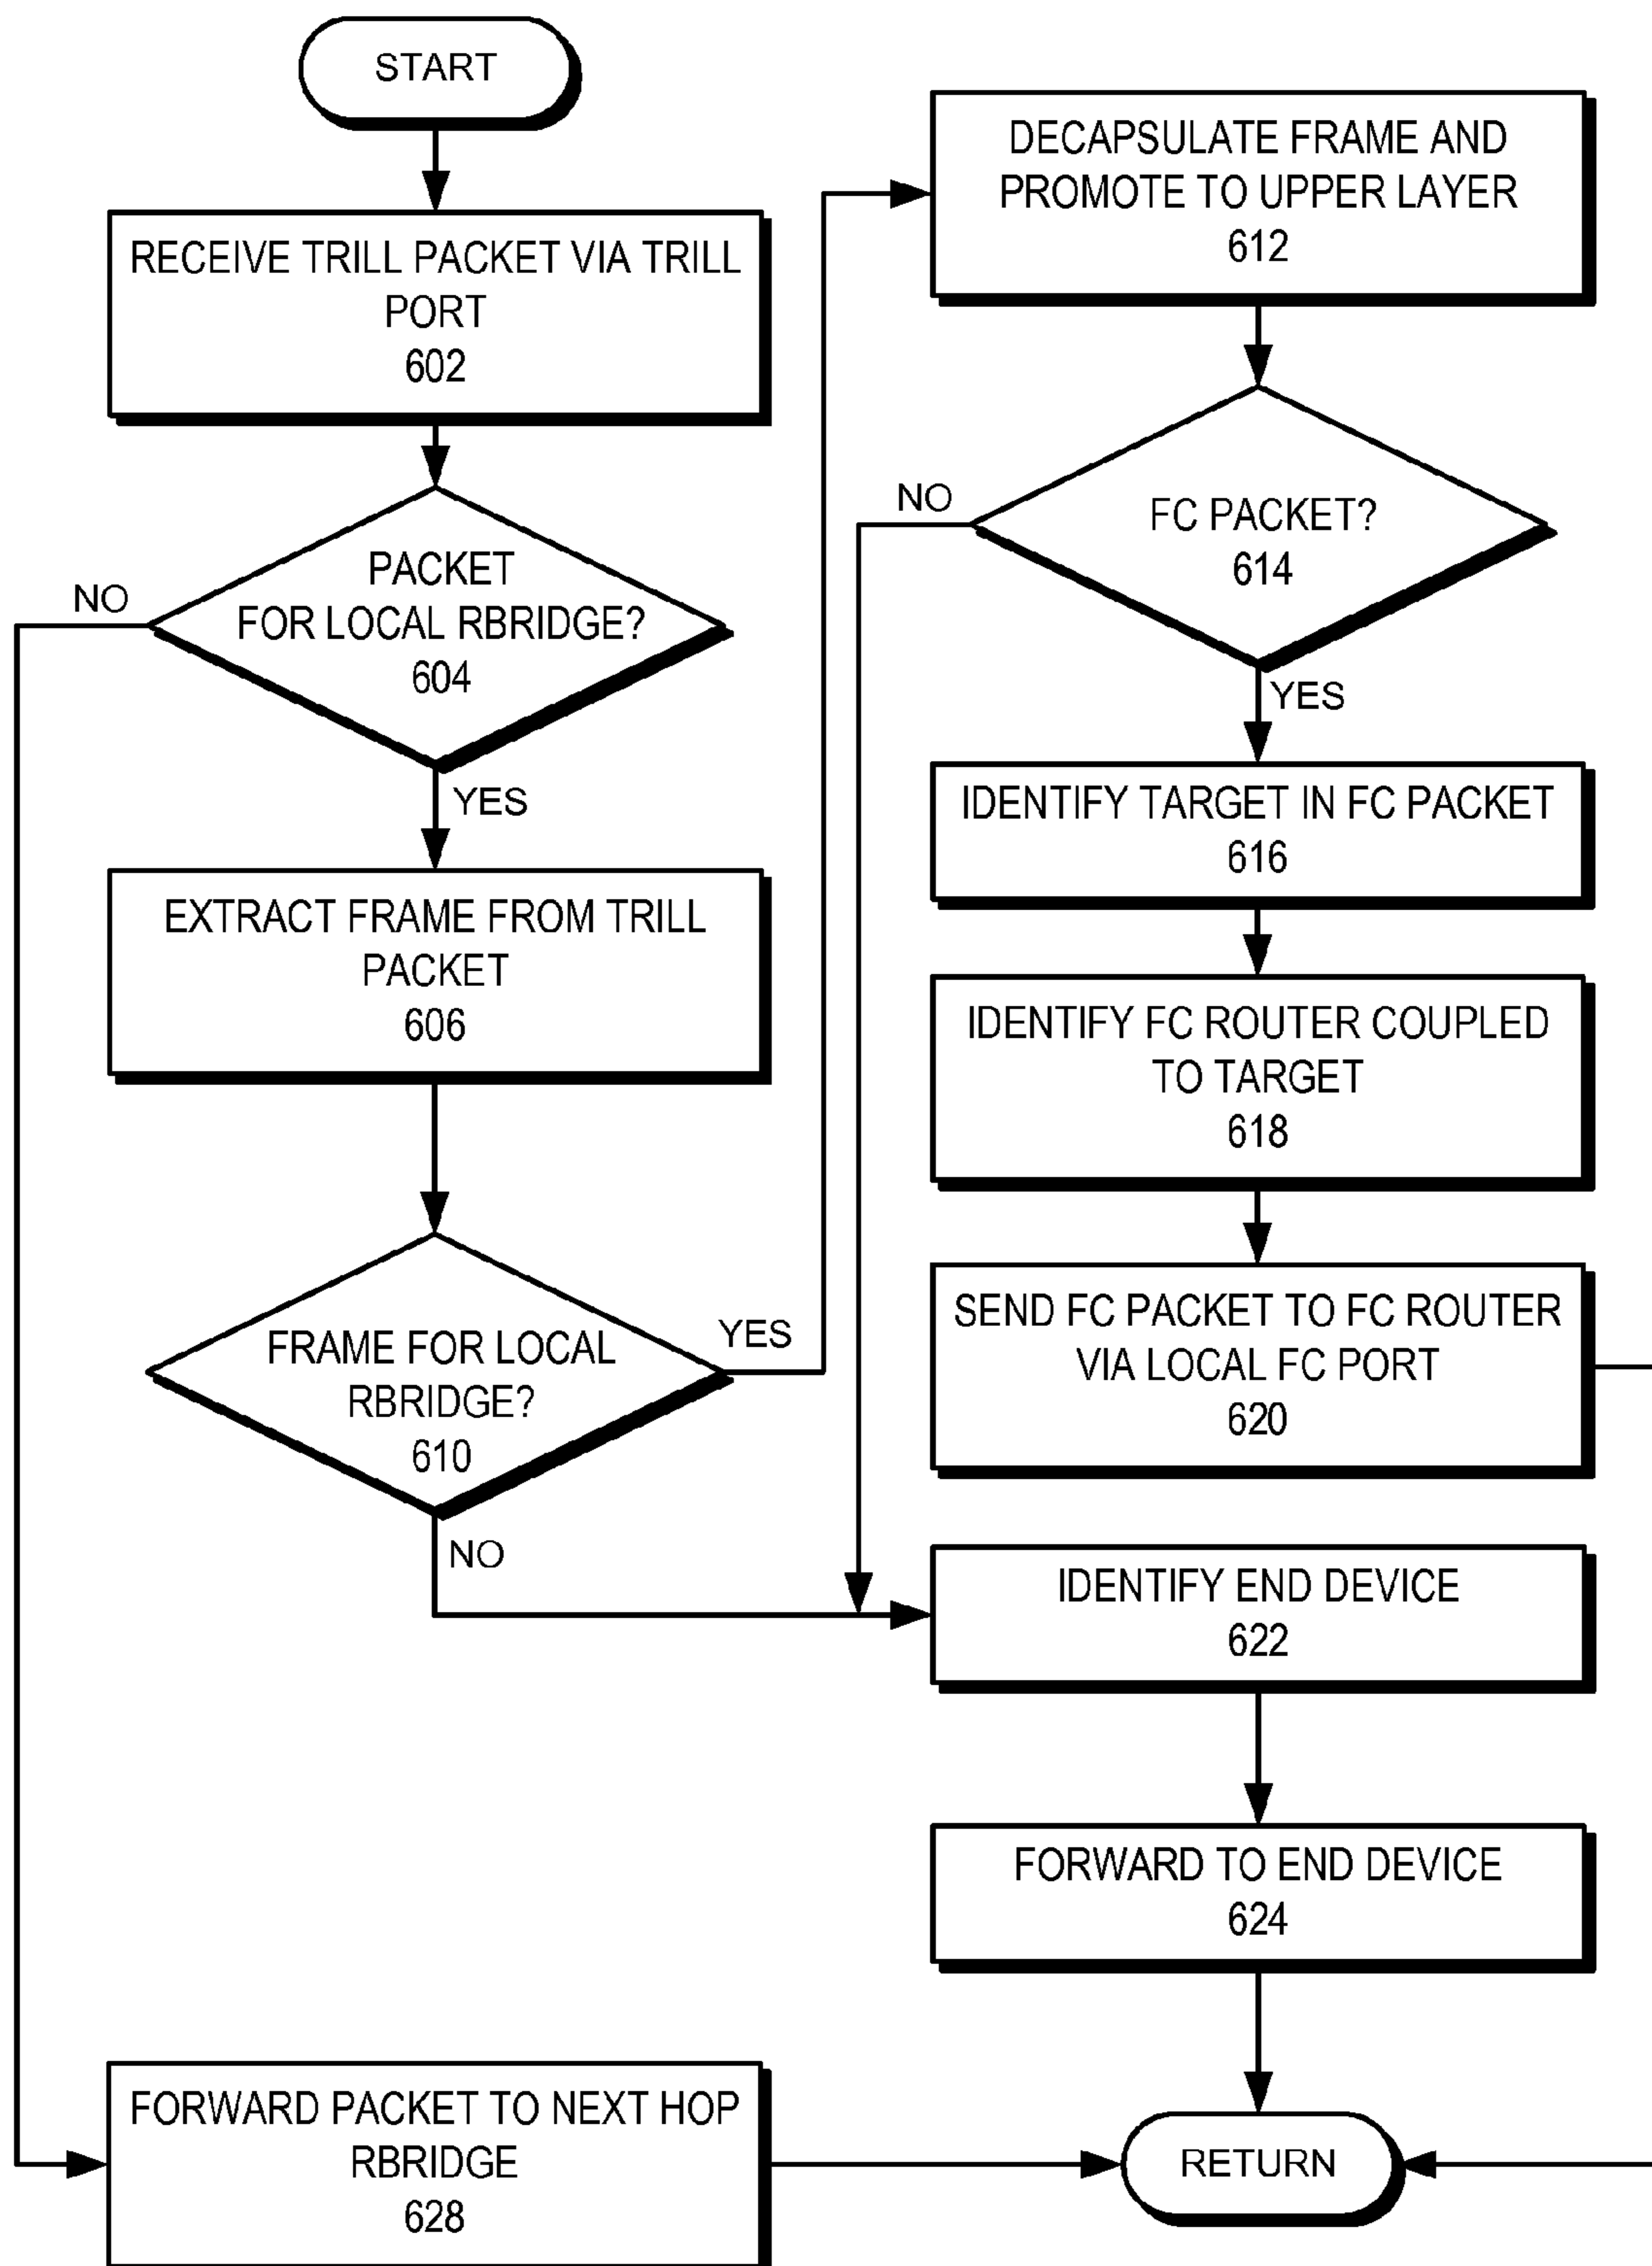 START
RECEIVE TRILL PACKET VIA TRILL
PORT
602
PACKET
FOR LOCAL RBRIDGE?
604
NO
YES
EXTRACT FRAME FROM TRILL
PACKET
606
FRAME FOR LOCAL
RBRIDGE?
610
YES
NO
DECAPSULATE FRAME AND
PROMOTE TO UPPER LAYER
612
FC PACKET?
614
NO
YES
IDENTIFY TARGET IN FC PACKET
616
IDENTIFY FC ROUTER COUPLED
TO TARGET
618
SEND FC PACKET TO FC ROUTER
VIA LOCAL FC PORT
620
IDENTIFY END DEVICE
622
FORWARD TO END DEVICE
624
FORWARD PACKET TO NEXT HOP
RBRIDGE
628
RETURN